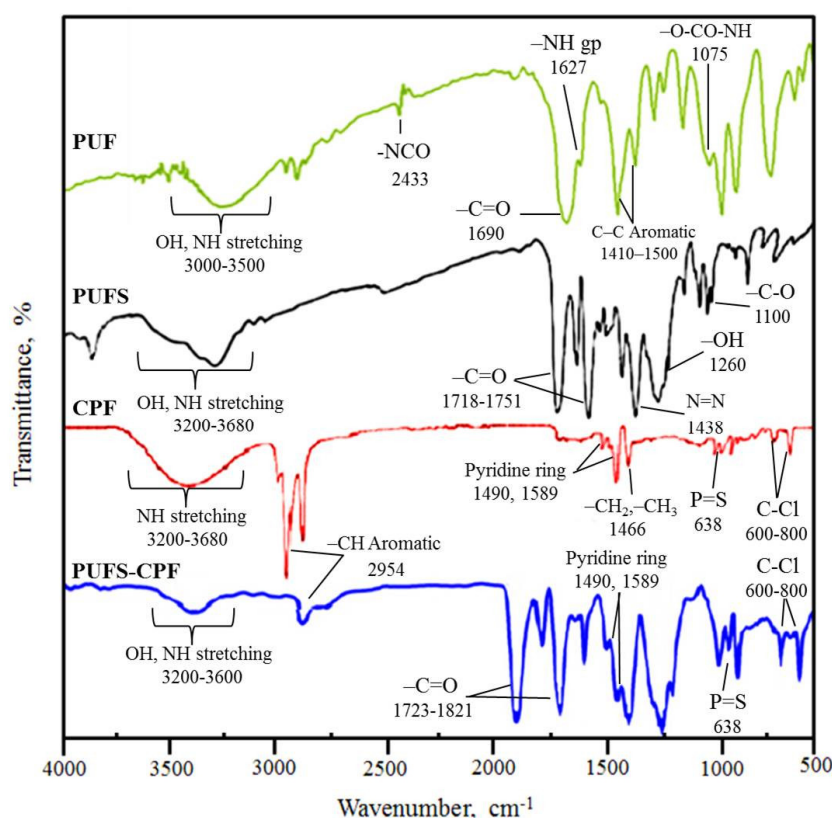 –O-CO-NH
1075
–NH gp
1627
PUF
-NCO
2433
–C=O
1690
C–C Aromatic
1410–1500
OH, NH stretching
3000-3500
PUFS
–C-O
1100
–OH
1260
–C=O
1718-1751
N=N
1438
OH, NH stretching
3200-3680
CPF
Pyridine ring
1490, 1589
–CH₂,–CH₃
1466
P=S
638
C-Cl
600-800
NH stretching
3200-3680
–CH Aromatic
2954
PUFS-CPF
Pyridine ring
1490, 1589
C-Cl
600-800
OH, NH stretching
3200-3600
–C=O
1723-1821
P=S
638
Transmittance, %
4000 3500 3000 2500 2000 1500 1000 500
Wavenumber, cm⁻¹